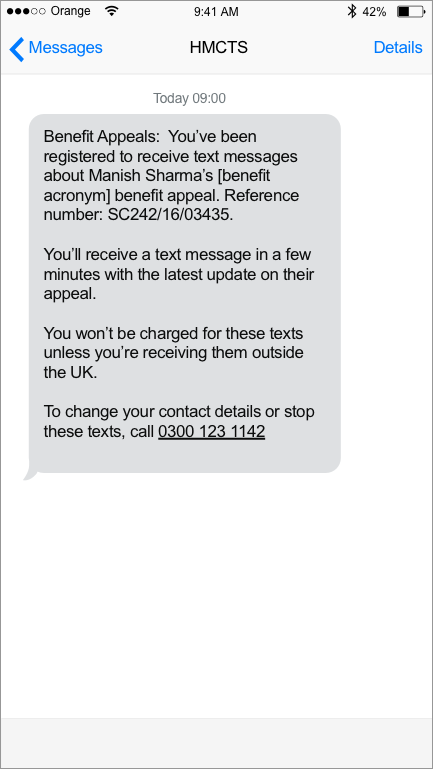 Orange 9:41 AM 42%
Messages HMCTS Details
Today 09:00
Benefit Appeals:  You’ve been
registered to receive text messages
about Manish Sharma’s [benefit
acronym] benefit appeal. Reference
number: SC242/16/03435.
You’ll receive a text message in a few
minutes with the latest update on their
appeal.
You won’t be charged for these texts
unless you’re receiving them outside
the UK.
To change your contact details or stop
these texts, call 0300 123 1142